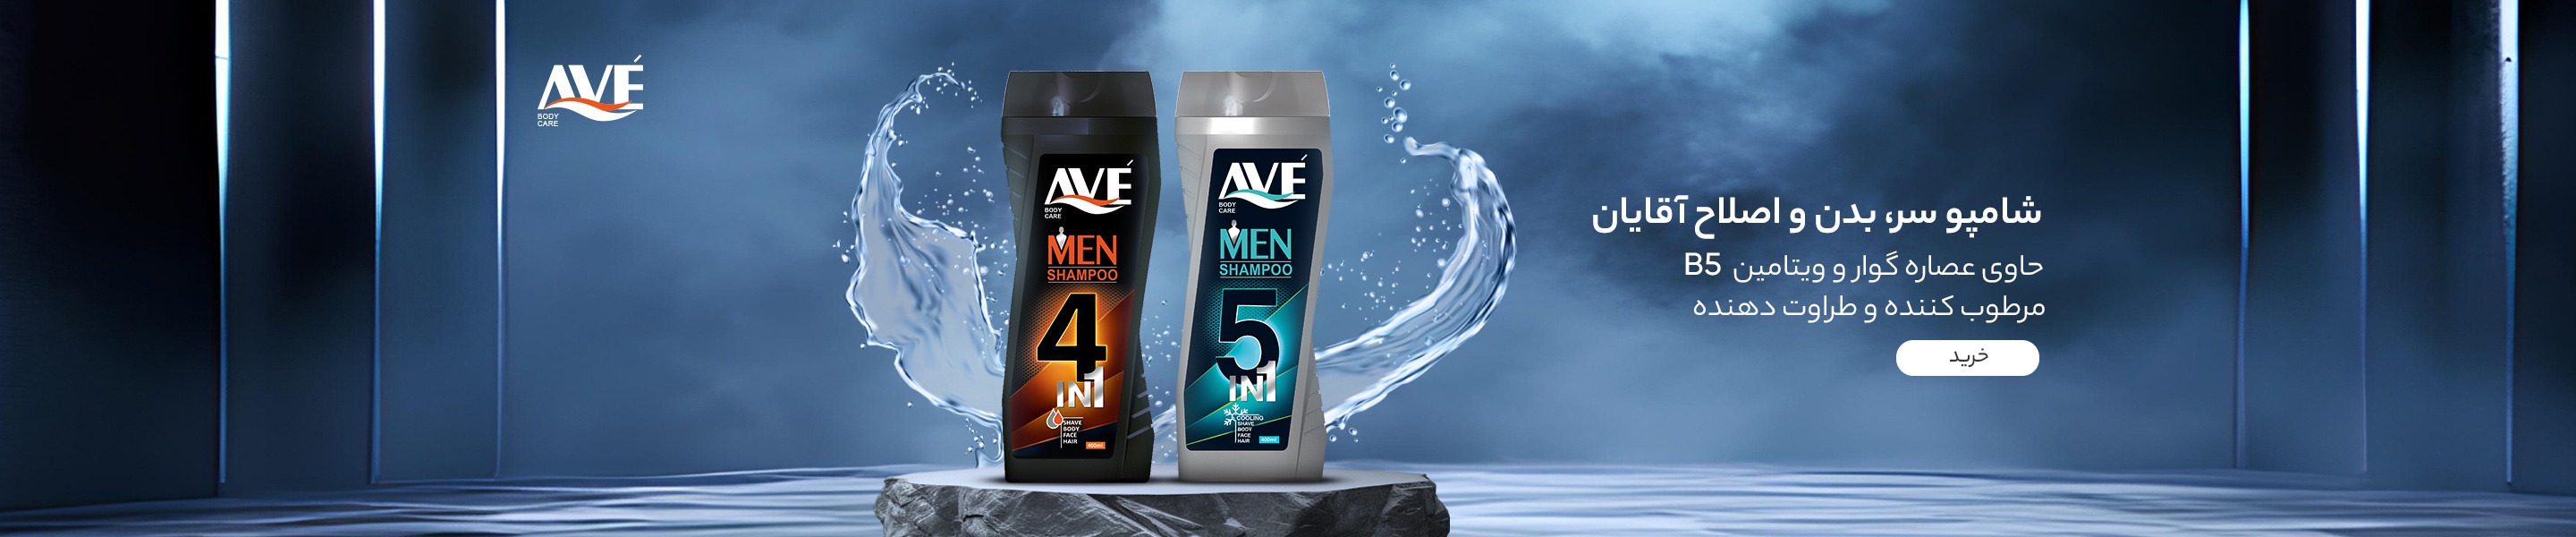 AVÉ
BODY
CARE
AVÉ
BODY
CARE
MEN
SHAMPOO
4
IN1
SHAVE
BODY
FACE
HAIR
400ml
AVÉ
BODY
CARE
MEN
SHAMPOO
5
IN1
COOLING
SHAVE
BODY
FACE
HAIR
400ml
شامپو سر، بدن و اصلاح آقایان
حاوی عصاره گوار و ویتامین B5
مرطوب کننده و طراوت دهنده
خرید